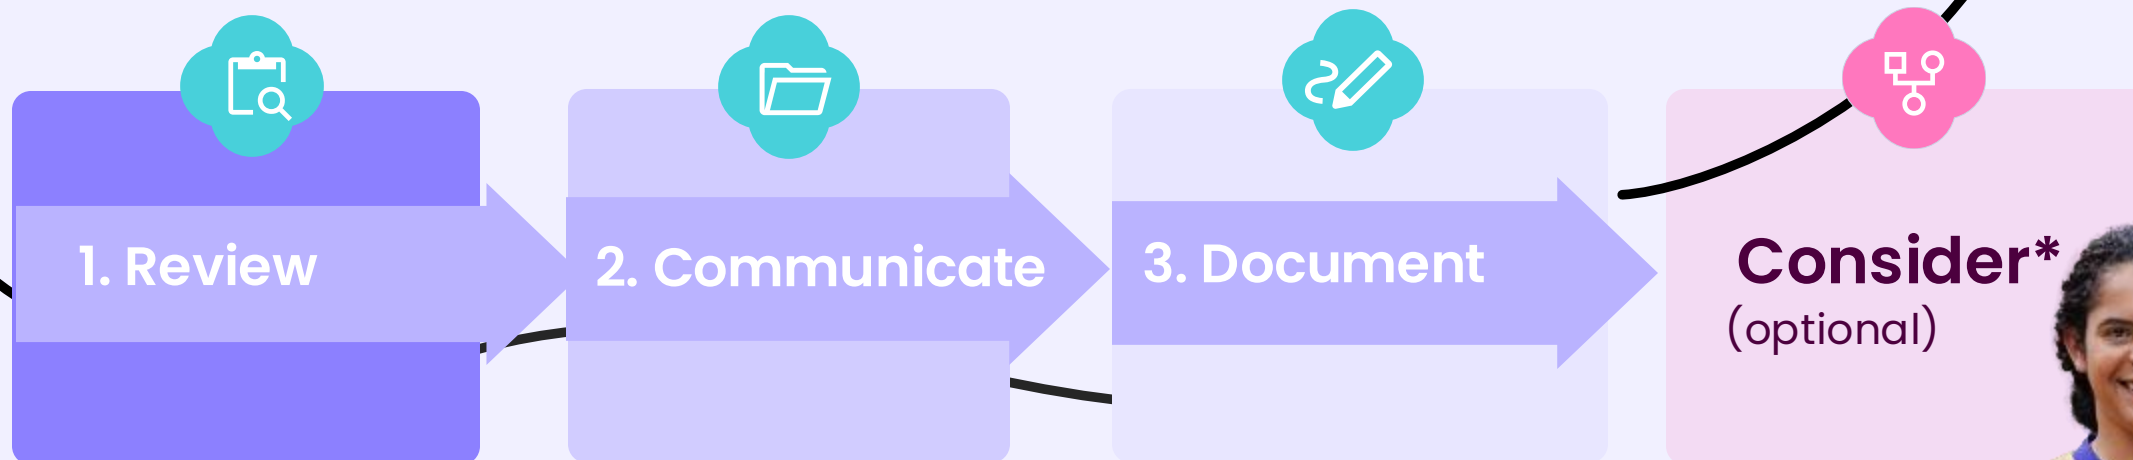 1. Review
2. Communicate
3. Document
Consider*
(optional)